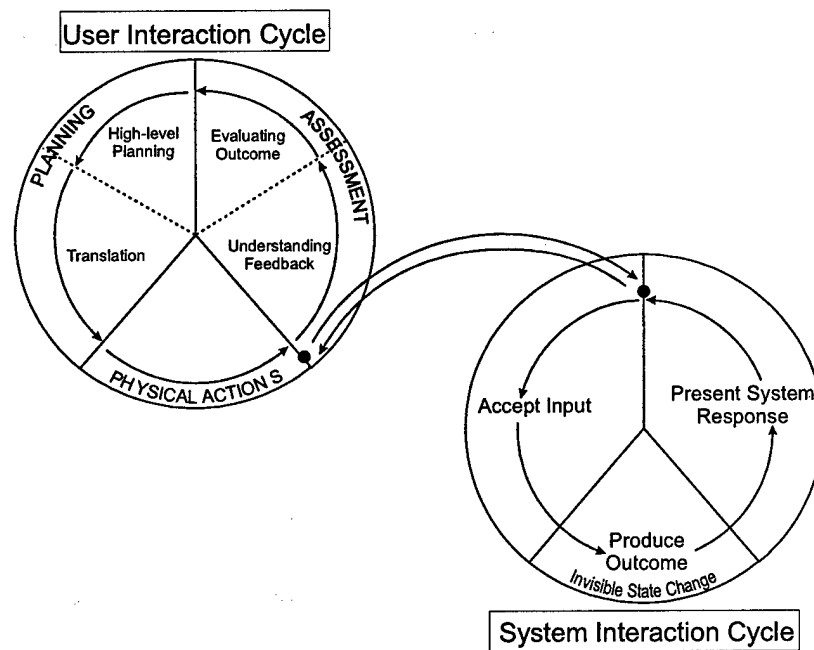 User Interaction Cycle
PLANNING
High-level
Planning
Evaluating
Outcome
ASSESSMENT
Translation
Understanding
Feedback
PHYSICAL ACTION S
Accept Input
Present System
Response
Produce
Outcome
Invisible State Change
System Interaction Cycle